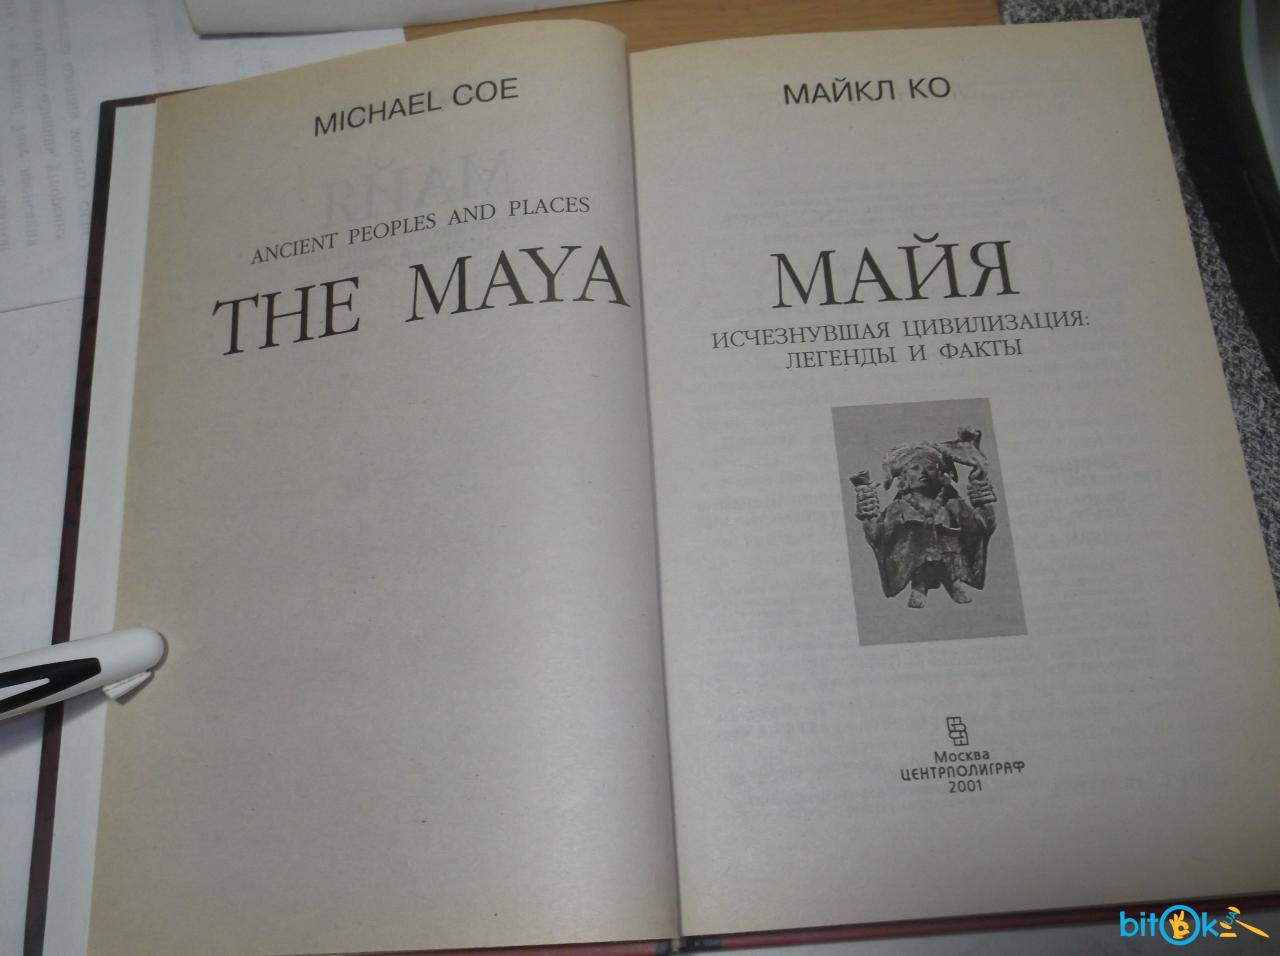 MICHAEL COE
ANCIENT PEOPLES AND PLACES
THE MAYA
МАЙКЛ КО
МАЙЯ
ИСЧЕЗНУВШАЯ ЦИВИЛИЗАЦИЯ:
ЛЕГЕНДЫ И ФАКТЫ
Москва
ЦЕНТРПОЛИГРАФ
2001
bitOk